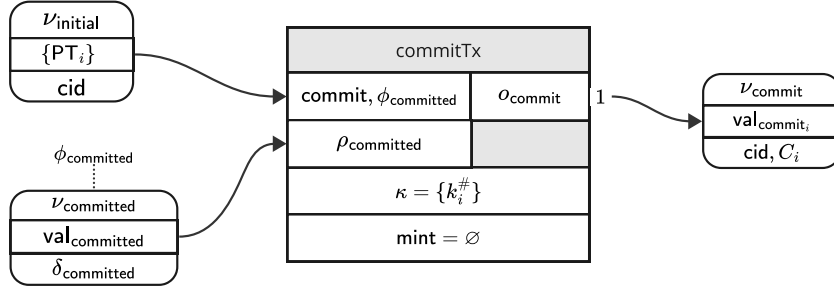 ν_initial
{PT_i}
cid
ϕ_committed
ν_committed
val_committed
δ_committed
commitTx
commit, ϕ_committed
o_commit
1
ρ_committed
κ = {k_i^#}
mint = ∅
ν_commit
val_commit_i
cid, C_i